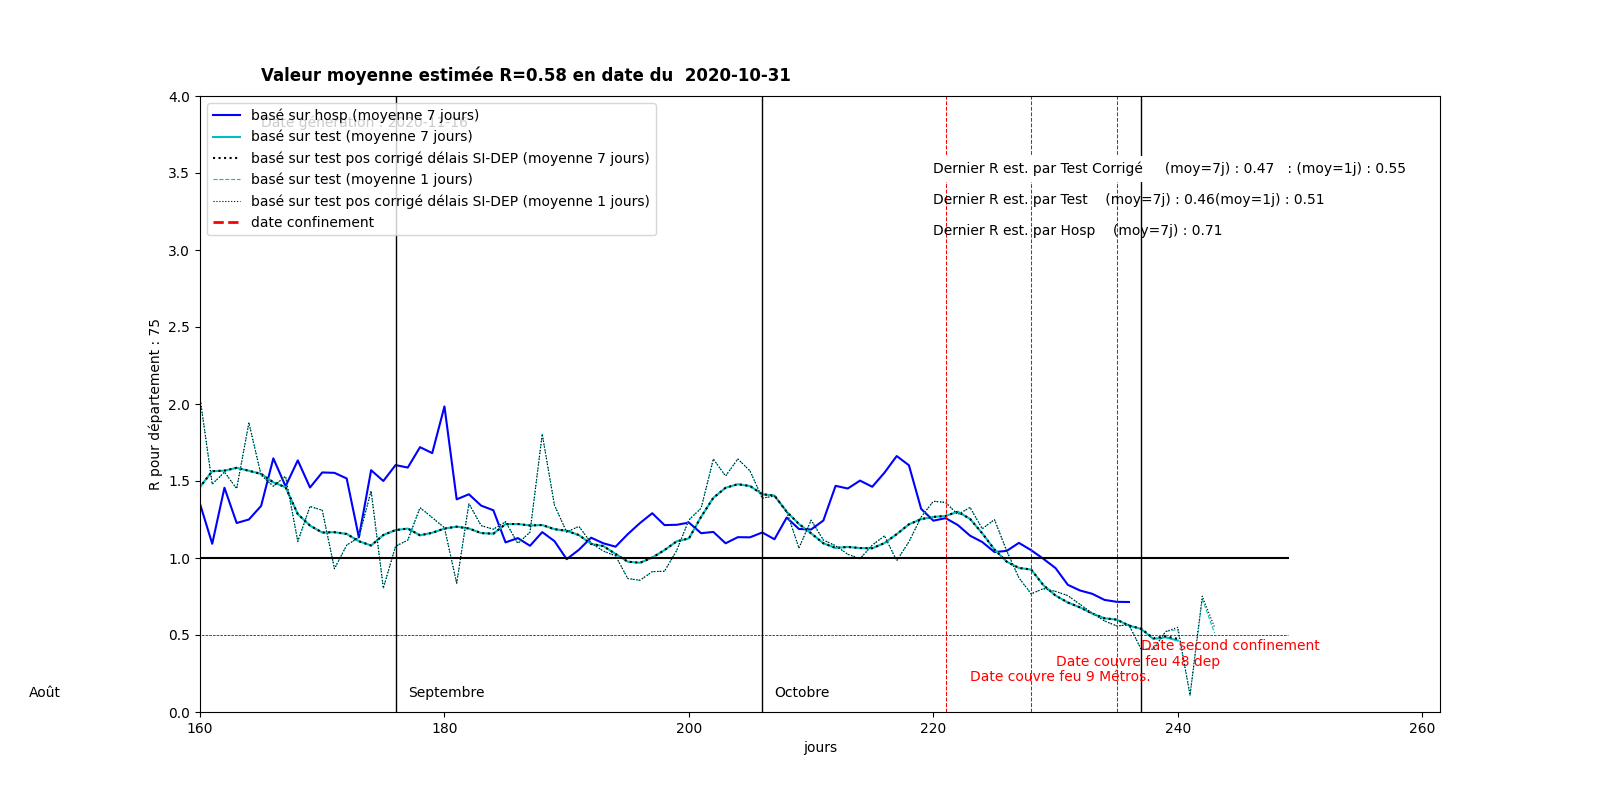 Valeur moyenne estimée R=0.58 en date du  2020-10-31
Date génération : 2020-11-16
basé sur hosp (moyenne 7 jours)
basé sur test (moyenne 7 jours)
basé sur test pos corrigé délais SI-DEP (moyenne 7 jours)
basé sur test (moyenne 1 jours)
basé sur test pos corrigé délais SI-DEP (moyenne 1 jours)
date confinement
Dernier R est. par Test Corrigé     (moy=7j) : 0.47   : (moy=1j) : 0.55
Dernier R est. par Test    (moy=7j) : 0.46(moy=1j) : 0.51
Dernier R est. par Hosp    (moy=7j) : 0.71
R pour département : 75
4.0
3.5
3.0
2.5
2.0
1.5
1.0
0.5
0.0
Date second confinement
Date couvre feu 48 dep
Date couvre feu 9 Métros.
Août
Septembre
Octobre
160
180
200
220
240
260
jours